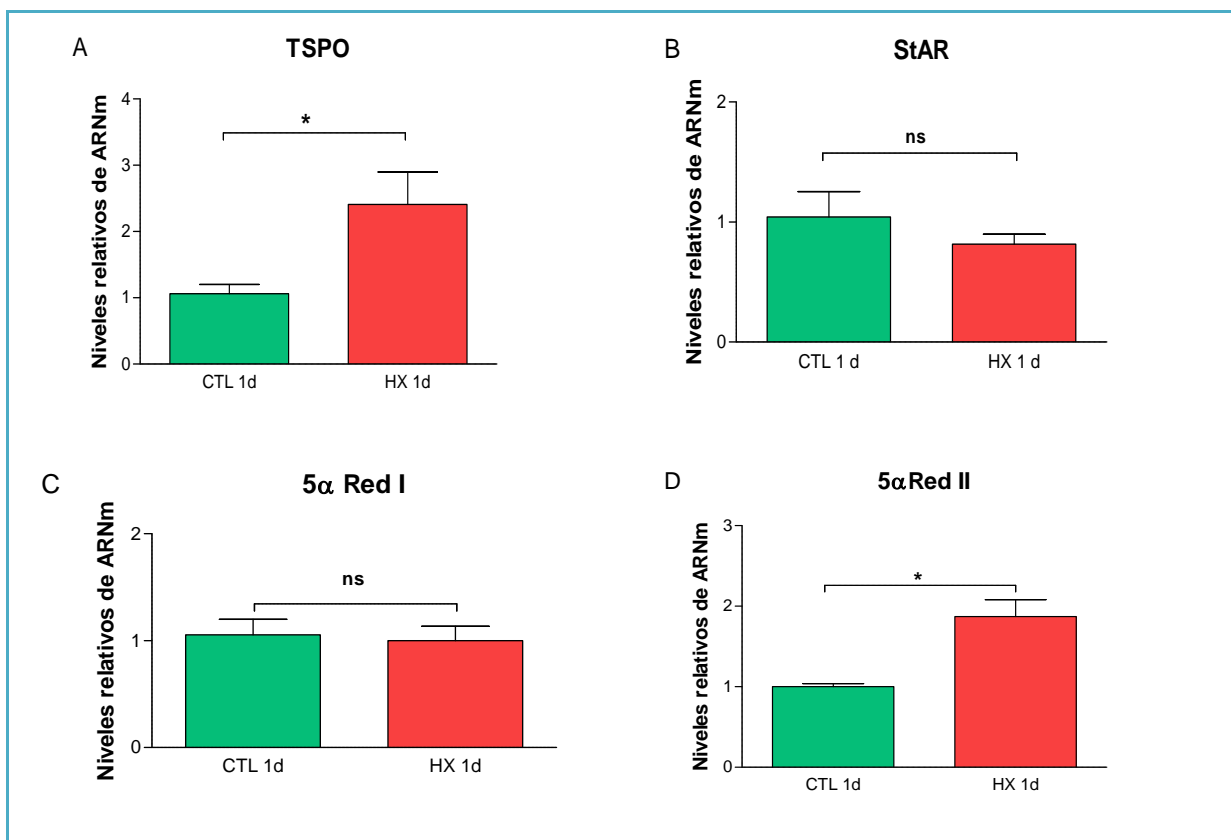 A
TSPO
Niveles relativos de ARNm
4
3
2
1
0
*
CTL 1d
HX 1d
B
StAR
Niveles relativos de ARNm
2
1
0
ns
CTL 1 d
HX 1 d
C
5α Red I
Niveles relativos de ARNm
2
1
0
ns
CTL 1d
HX 1d
D
5αRed II
Niveles relativos de ARNm
3
2
1
0
*
CTL 1d
HX 1d